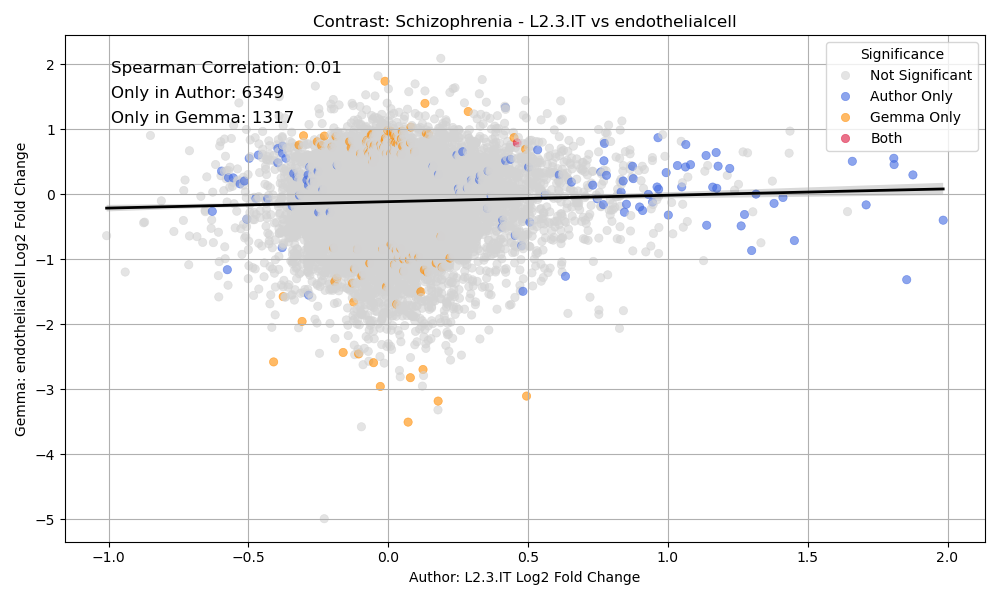 Contrast: Schizophrenia - L2.3.IT vs endothelialcell
Spearman Correlation: 0.01
Only in Author: 6349
Only in Gemma: 1317
Significance
Not Significant
Author Only
Gemma Only
Both
Gemma: endothelialcell Log2 Fold Change
2
1
0
−1
−2
−3
−4
−5
−1.0
−0.5
0.0
0.5
1.0
1.5
2.0
Author: L2.3.IT Log2 Fold Change